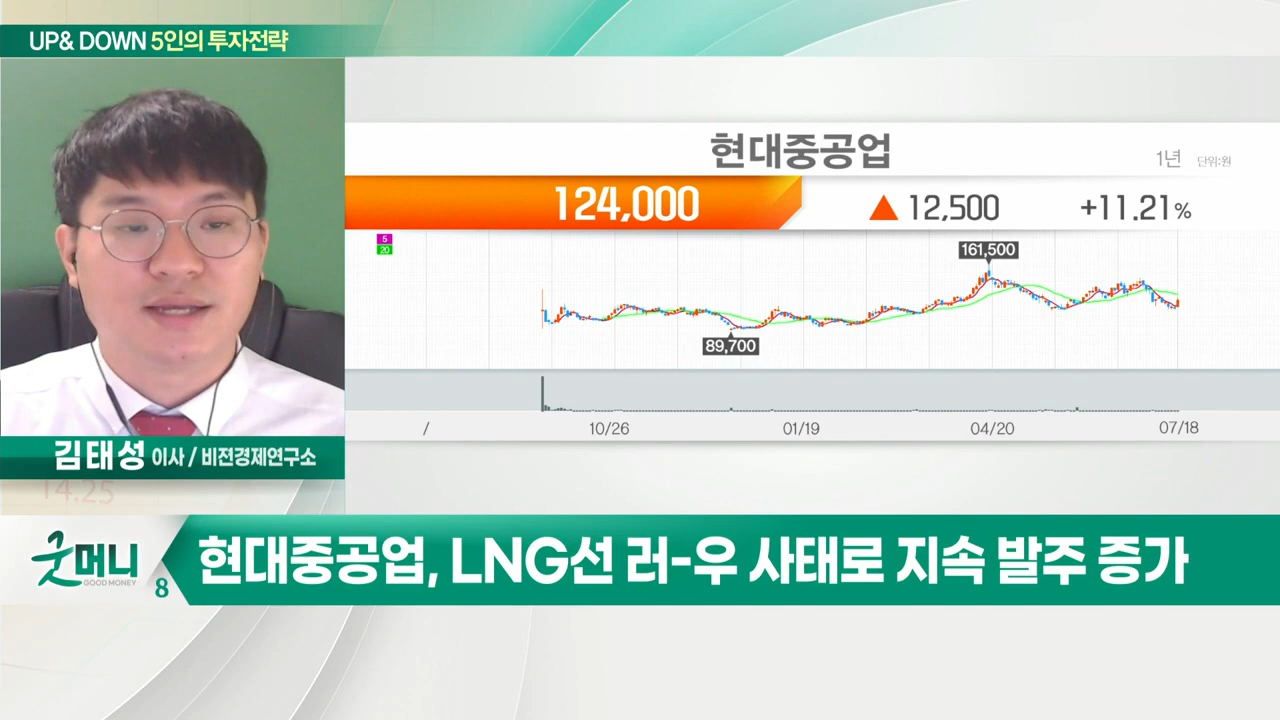 UP& DOWN 5인의 투자전략
현대중공업
1년 단위:원
124,000 ▲ 12,500 +11.21%
5
20
161,500
89,700
/ 10/26 01/19 04/20 07/18
김태성 이사 / 비전경제연구소
14.25
굿머니
GOOD MONEY
8
현대중공업, LNG선 러-우 사태로 지속 발주 증가